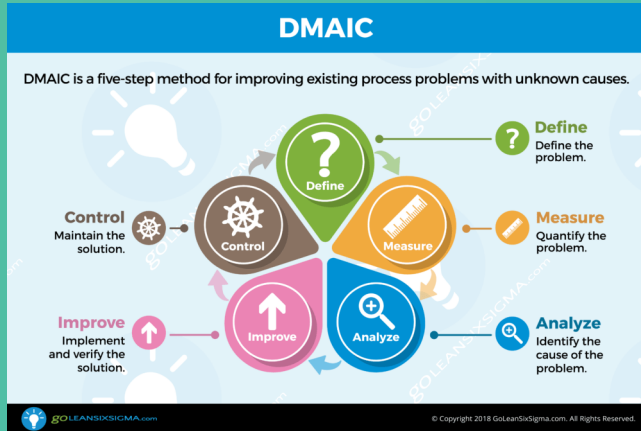 DMAIC
DMAIC is a five-step method for improving existing process problems with unknown causes.
?
Define
?
Define
Define the
problem.
Control
Maintain the
solution.
Control
Measure
Measure
Quantify the
problem.
Improve
Implement
and verify the
solution.
Improve
Analyze
Analyze
Identify the
cause of the
problem.
goLEANSIXSIGMA.com
© Copyright 2018 GoLeanSixSigma.com. All Rights Reserved.